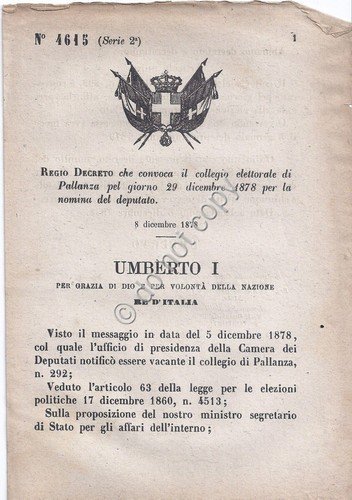 N° 4615 (Serie 2ª)
1
REGIO DECRETO che convoca il collegio elettorale di
Pallanza pel giorno 29 dicembre 1878 per la
nomina del deputato.
8 dicembre 1878
UMBERTO I
PER GRAZIA DI DIO E PER VOLONTÀ DELLA NAZIONE
RE D'ITALIA
Visto il messaggio in data del 5 dicembre 1878,
col quale l'ufficio di presidenza della Camera dei
Deputati notificò essere vacante il collegio di Pallanza,
n. 292;
Veduto l'articolo 63 della legge per le elezioni
politiche 17 dicembre 1860, n. 4513;
Sulla proposizione del nostro ministro segretario
di Stato per gli affari dell'interno;
do not copy